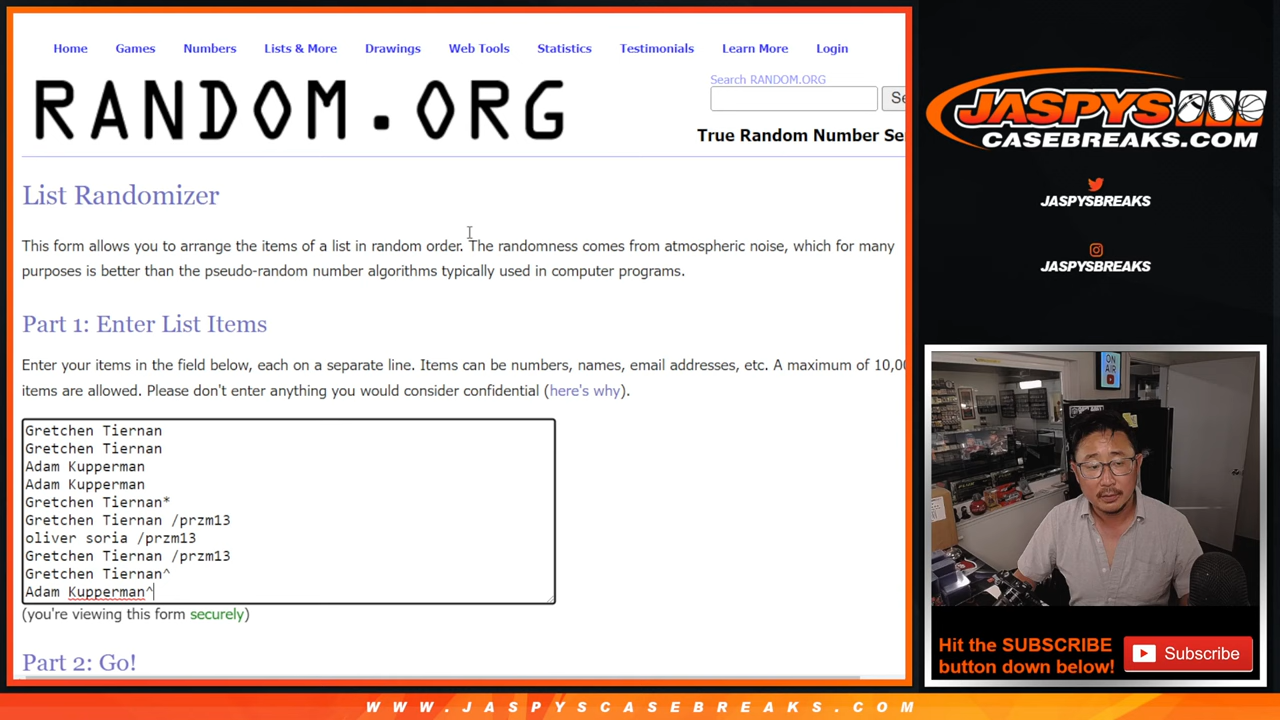 Home Games Numbers Lists & More Drawings Web Tools Statistics Testimonials Learn More Login
RANDOM.ORG
Search RANDOM.ORG
Se
True Random Number Se
List Randomizer
This form allows you to arrange the items of a list in random order. The randomness comes from atmospheric noise, which for many
purposes is better than the pseudo-random number algorithms typically used in computer programs.
Part 1: Enter List Items
Enter your items in the field below, each on a separate line. Items can be numbers, names, email addresses, etc. A maximum of 10,00
items are allowed. Please don't enter anything you would consider confidential (here's why).
Gretchen Tiernan
Gretchen Tiernan
Adam Kupperman
Adam Kupperman
Gretchen Tiernan*
Gretchen Tiernan /przm13
oliver soria /przm13
Gretchen Tiernan /przm13
Gretchen Tiernan^
Adam Kupperman^
(you're viewing this form securely)
Part 2: Go!
JASPYS
CASEBREAKS.COM
JASPYSBREAKS
JASPYSBREAKS
ON
AIR
Hit the SUBSCRIBE
button down below!
Subscribe
WWW.JASPYSCASEBREAKS.COM